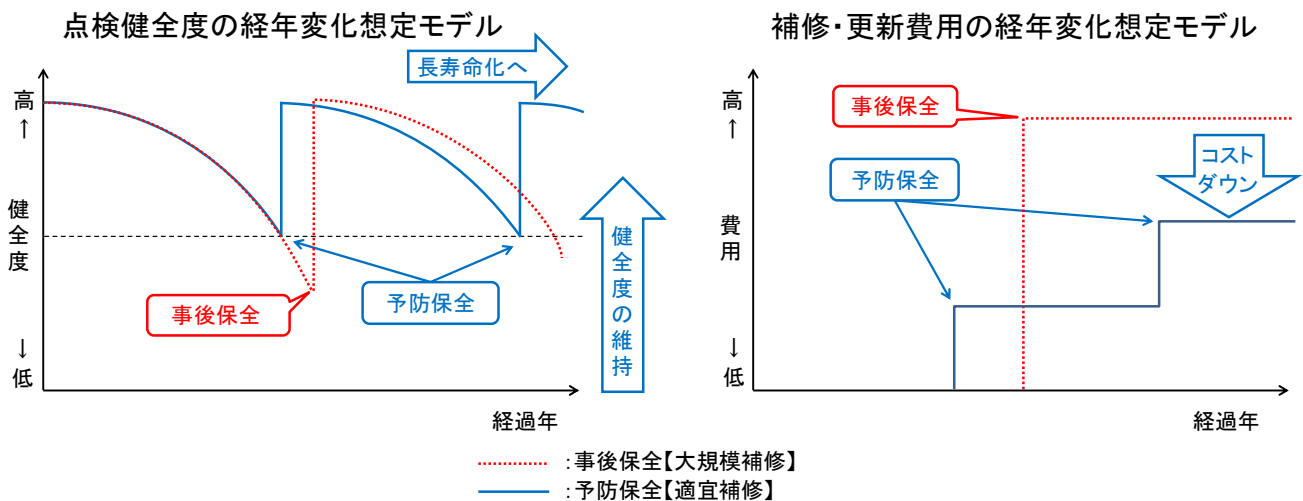 点検健全度の経年変化想定モデル
長寿命化へ
高
↑
健全度
↓
低
事後保全
予防保全
健全度の維持
経過年
補修・更新費用の経年変化想定モデル
高
↑
費用
↓
低
事後保全
予防保全
コスト
ダウン
経過年
:事後保全【大規模補修】
:予防保全【適宜補修】